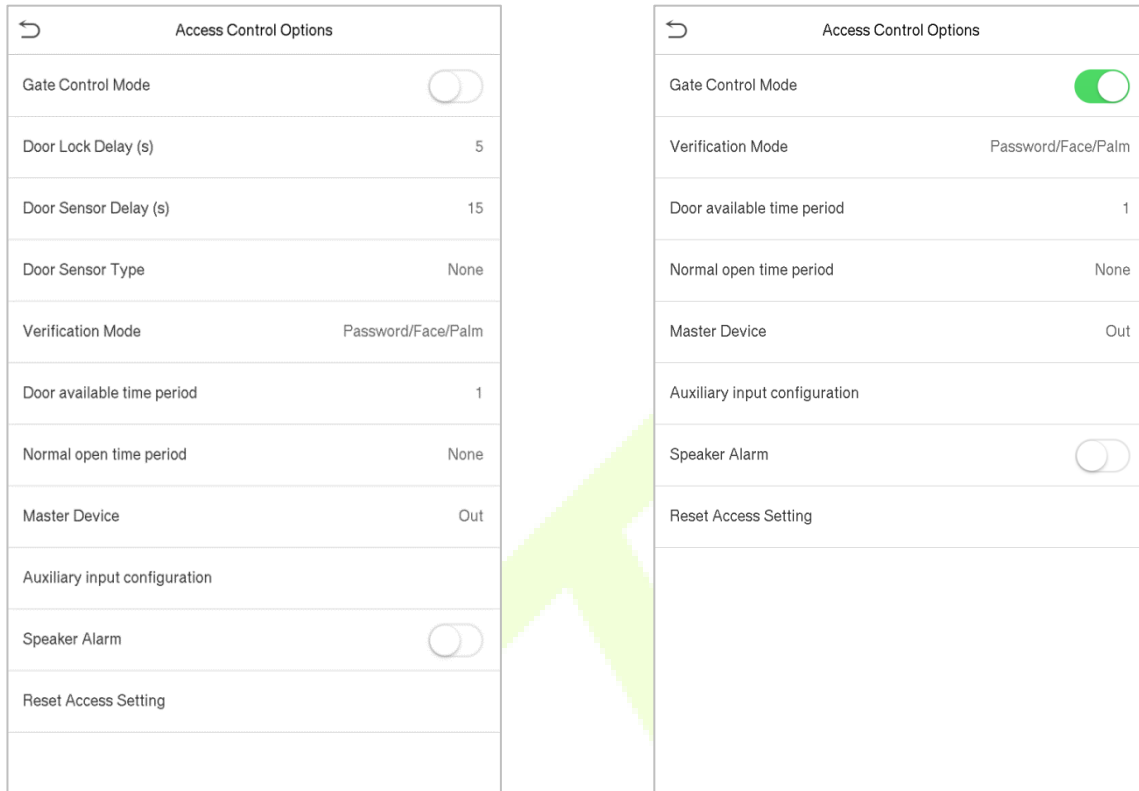 Access Control Options
Gate Control Mode
Door Lock Delay (s) 5
Door Sensor Delay (s) 15
Door Sensor Type None
Verification Mode Password/Face/Palm
Door available time period 1
Normal open time period None
Master Device Out
Auxiliary input configuration
Speaker Alarm
Reset Access Setting
Access Control Options
Gate Control Mode
Verification Mode Password/Face/Palm
Door available time period 1
Normal open time period None
Master Device Out
Auxiliary input configuration
Speaker Alarm
Reset Access Setting